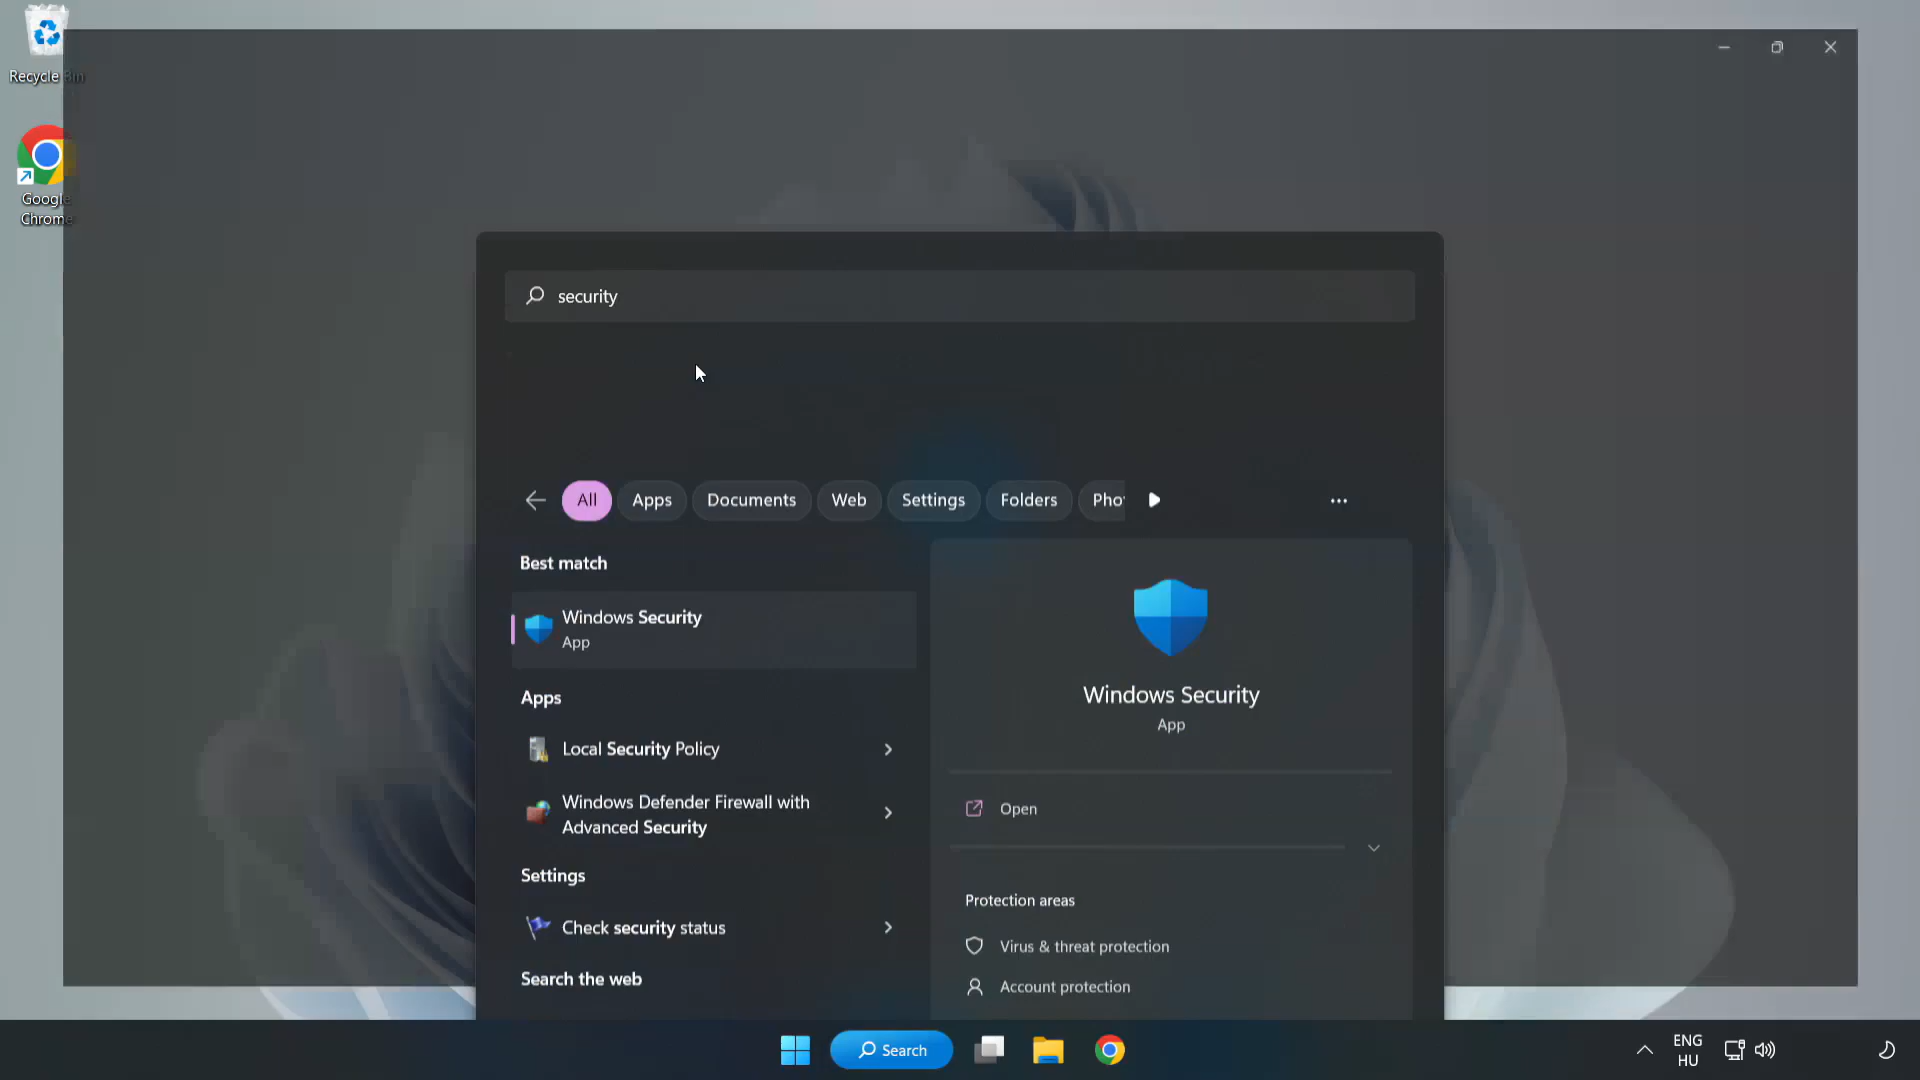 Recycle Bin
Google
Chrome
security
All
Apps
Documents
Web
Settings
Folders
Best match
Windows Security
App
Apps
Local Security Policy
Windows Defender Firewall with
Advanced Security
Settings
Check security status
Search the web
Windows Security
App
Open
Protection areas
Virus & threat protection
Account protection
Search
ENG
HU